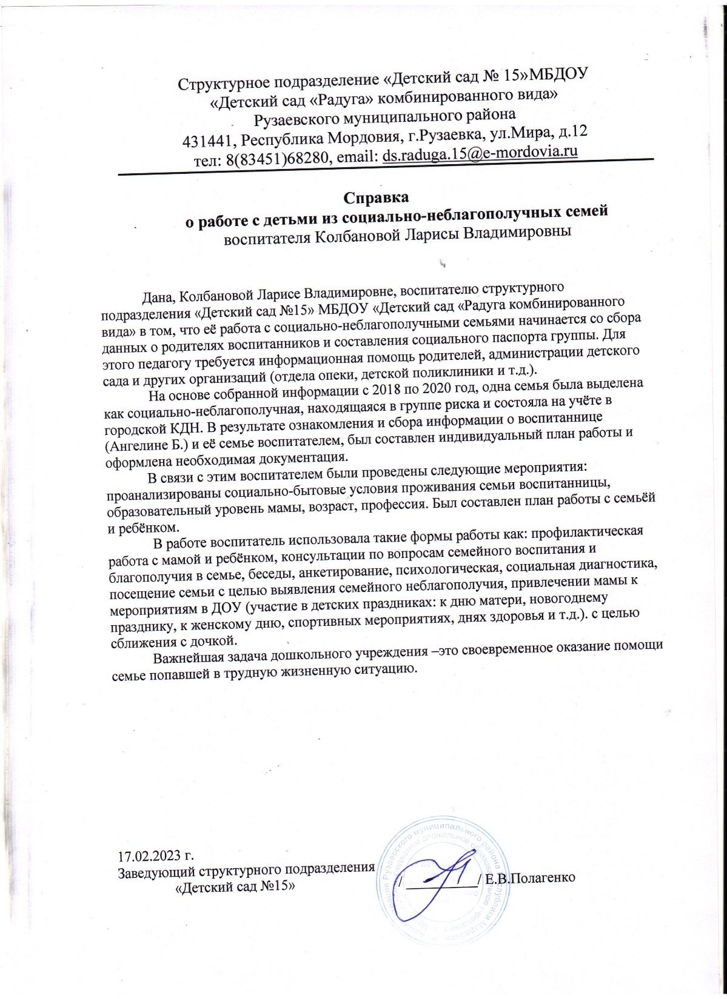 Структурное подразделение «Детский сад № 15»МБДОУ
«Детский сад «Радуга» комбинированного вида»
Рузаевского муниципального района
431441, Республика Мордовия, г.Рузаевка, ул.Мира, д.12
тел: 8(83451)68280, email: ds.raduga.15@e-mordovia.ru
Справка
о работе с детьми из социально-неблагополучных семей
воспитателя Колбановой Ларисы Владимировны
Дана, Колбановой Ларисе Владимировне, воспитателю структурного
подразделения «Детский сад №15» МБДОУ «Детский сад «Радуга комбинированного
вида» в том, что её работа с социально-неблагополучными семьями начинается со сбора
данных о родителях воспитанников и составления социального паспорта группы. Для
этого педагогу требуется информационная помощь родителей, администрации детского
сада и других организаций (отдела опеки, детской поликлиники и т.д.).
На основе собранной информации с 2018 по 2020 год, одна семья была выделена
как социально-неблагополучная, находящаяся в группе риска и состояла на учёте в
городской КДН. В результате ознакомления и сбора информации о воспитаннице
(Ангелине Б.) и её семье воспитателем, был составлен индивидуальный план работы и
оформлена необходимая документация.
В связи с этим воспитателем были проведены следующие мероприятия:
проанализированы социально-бытовые условия проживания семьи воспитанницы,
образовательный уровень мамы, возраст, профессия. Был составлен план работы с семьёй
и ребёнком.
В работе воспитатель использовала такие формы работы как: профилактическая
работа с мамой и ребёнком, консультации по вопросам семейного воспитания и
благополучия в семье, беседы, анкетирование, психологическая, социальная диагностика,
посещение семьи с целью выявления семейного неблагополучия, привлечении мамы к
мероприятиям в ДОУ (участие в детских праздниках: к дню матери, новогоднему
празднику, к женскому дню, спортивных мероприятиях, днях здоровья и т.д.). с целью
сближения с дочкой.
Важнейшая задача дошкольного учреждения –это своевременное оказание помощи
семье попавшей в трудную жизненную ситуацию.
17.02.2023 г.
Заведующий структурного подразделения
«Детский сад №15»
/ __________/ Е.В.Полагенко
Рузаевского муниципального района Республики Мордовия
бюджетное дошкольное образовательное учреждение